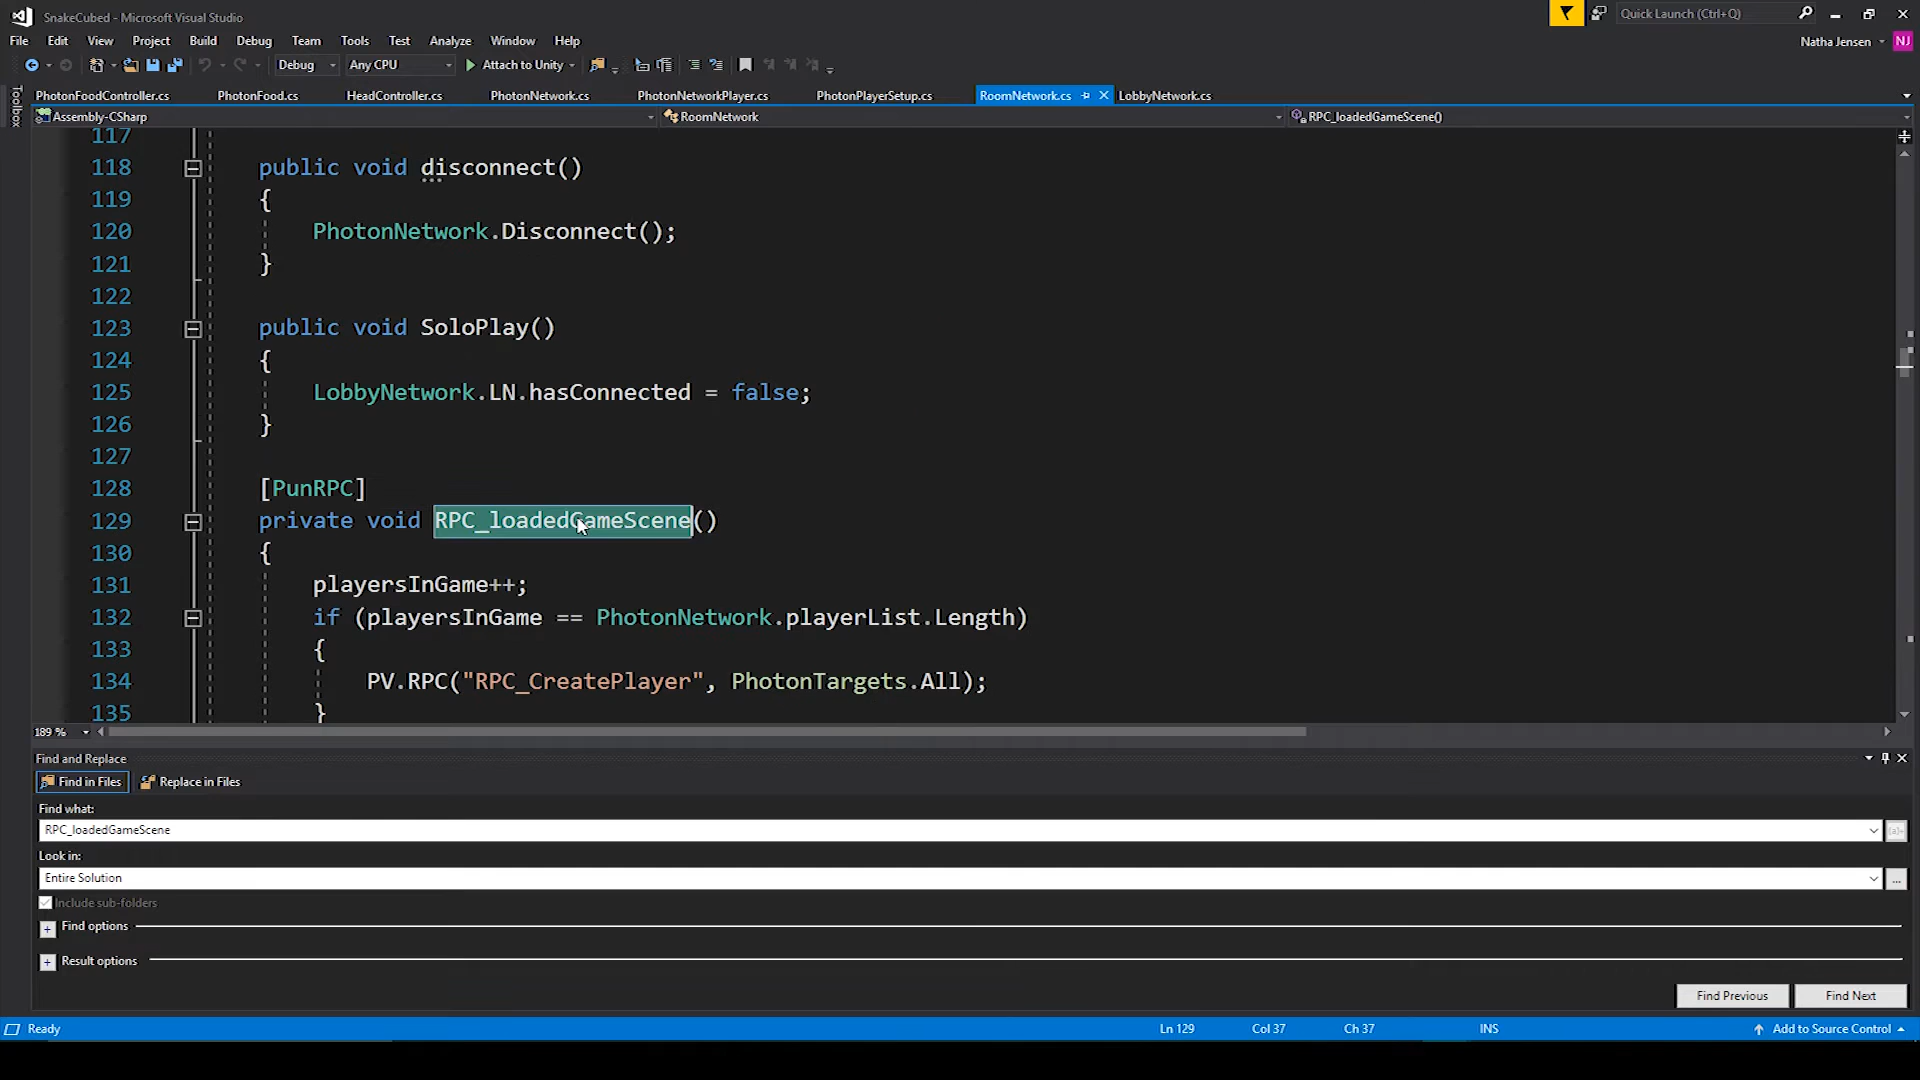 SnakeCubed - Microsoft Visual Studio
Quick Launch (Ctrl+Q)
File Edit View Project Build Debug Team Tools Test Analyze Window Help
Natha Jensen NJ
Debug Any CPU Attach to Unity
Toolbox
PhotonFoodController.cs PhotonFood.cs HeadController.cs PhotonNetwork.cs PhotonNetworkPlayer.cs PhotonPlayerSetup.cs RoomNetwork.cs LobbyNetwork.cs
Assembly-CSharp RoomNetwork RPC_loadedGameScene()
117
118 public void disconnect()
119 {
120 PhotonNetwork.Disconnect();
121 }
122
123 public void SoloPlay()
124 {
125 LobbyNetwork.LN.hasConnected = false;
126 }
127
128 [PunRPC]
129 private void RPC_loadedGameScene()
130 {
131 playersInGame++;
132 if (playersInGame == PhotonNetwork.playerList.Length)
133 {
134 PV.RPC("RPC_CreatePlayer", PhotonTargets.All);
135 }
189 %
Find and Replace
Find in Files Replace in Files
Find what:
RPC_loadedGameScene
Look in:
Entire Solution
...
Include sub-folders
+ Find options
+ Result options
Find Previous Find Next
Ready Ln 129 Col 37 Ch 37 INS Add to Source Control